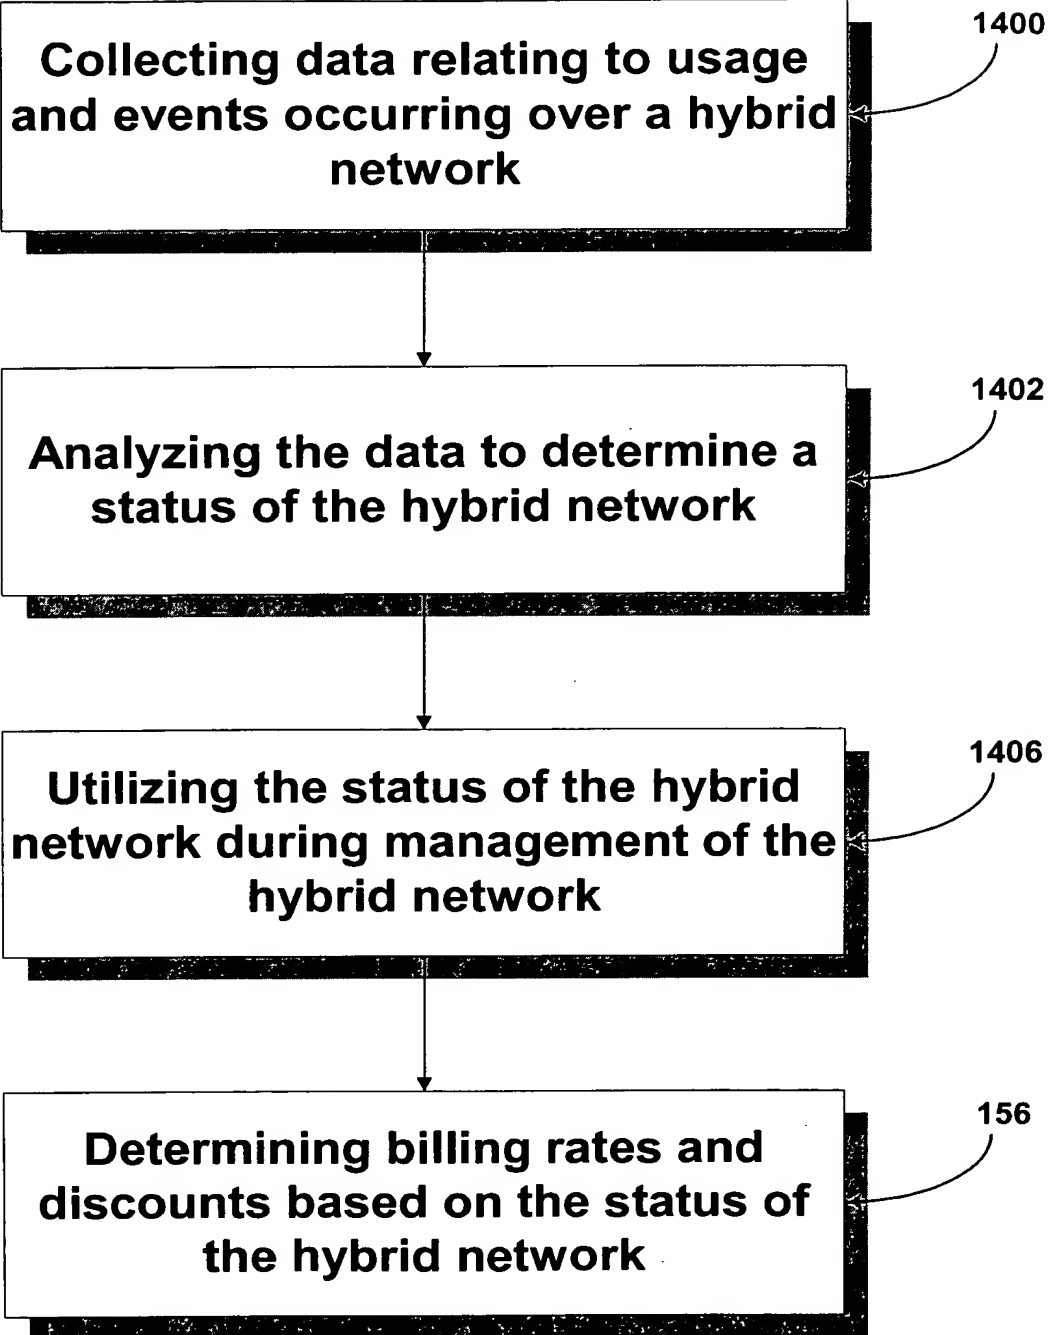 Collecting data relating to usage
and events occurring over a hybrid
network
1400
Analyzing the data to determine a
status of the hybrid network
1402
Utilizing the status of the hybrid
network during management of the
hybrid network
1406
Determining billing rates and
discounts based on the status of
the hybrid network
156